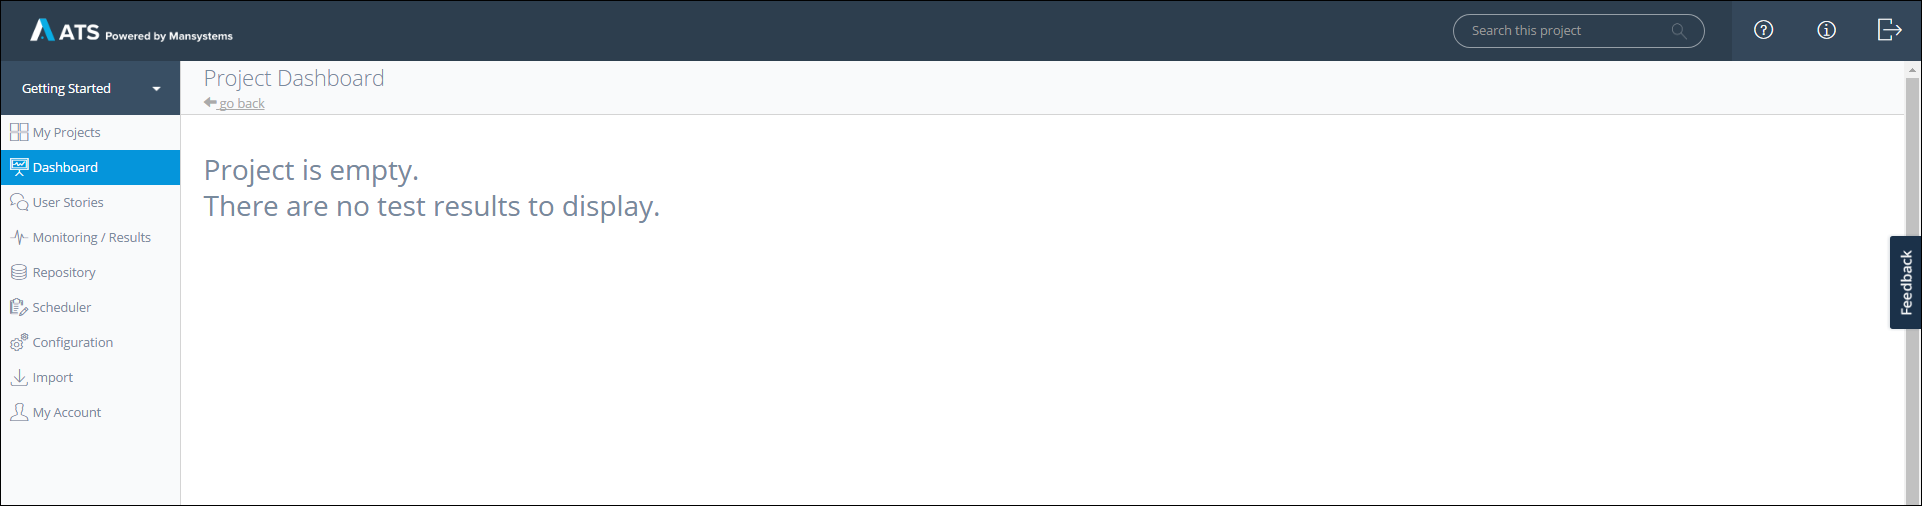 ATS Powered by Mansystems
Search this project
Getting Started
Project Dashboard
go back
My Projects
Dashboard
User Stories
Monitoring / Results
Repository
Scheduler
Configuration
Import
My Account
Project is empty.
There are no test results to display.
Feedback